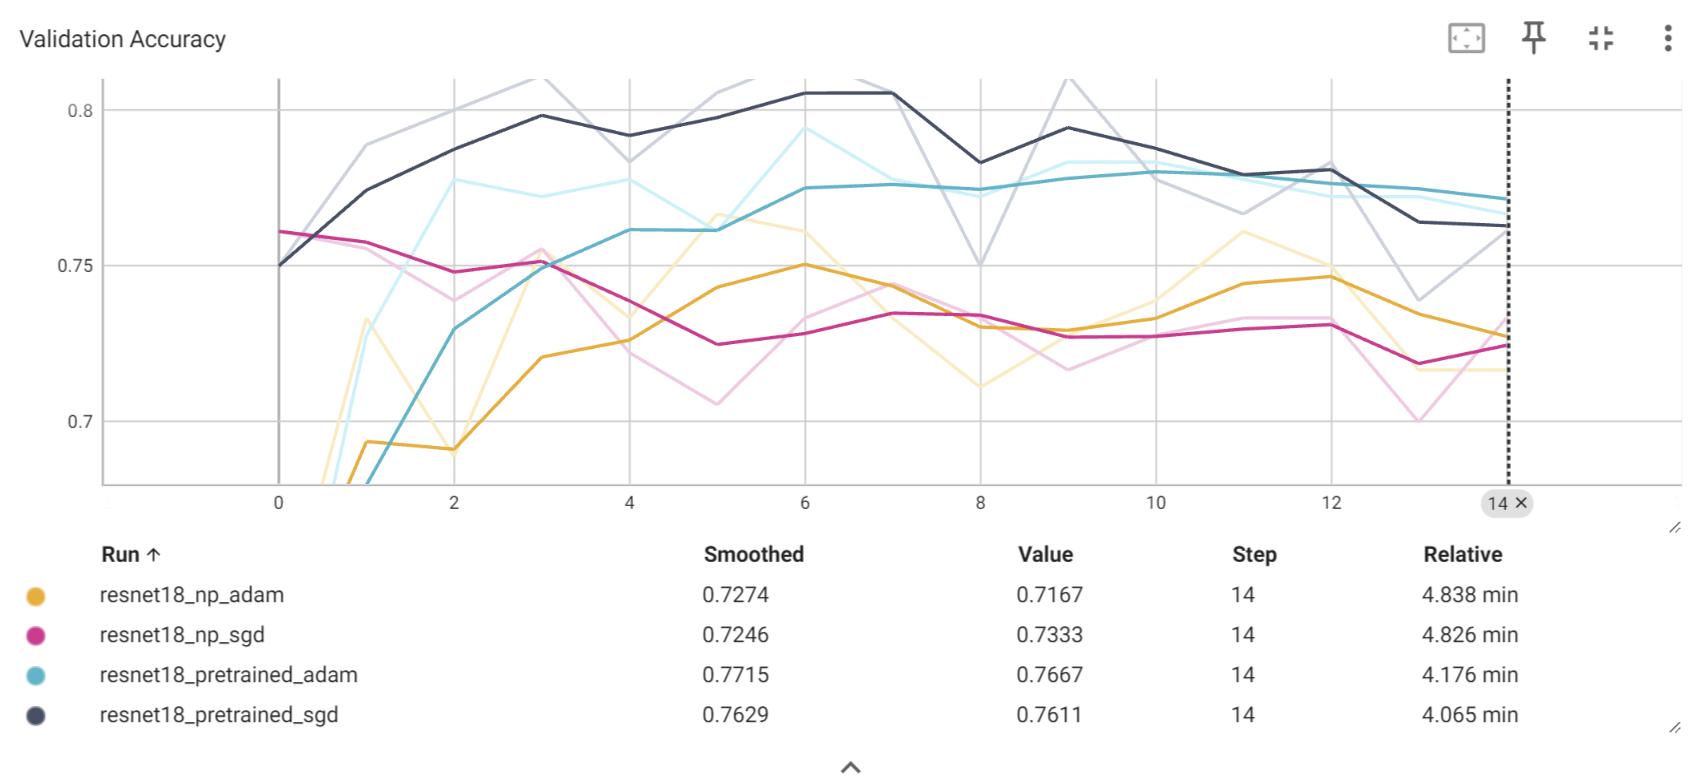 Validation Accuracy
0.8
0.75
0.7
0 2 4 6 8 10 12 14 ×
Run ↑ Smoothed Value Step Relative
resnet18_np_adam 0.7274 0.7167 14 4.838 min
resnet18_np_sgd 0.7246 0.7333 14 4.826 min
resnet18_pretrained_adam 0.7715 0.7667 14 4.176 min
resnet18_pretrained_sgd 0.7629 0.7611 14 4.065 min